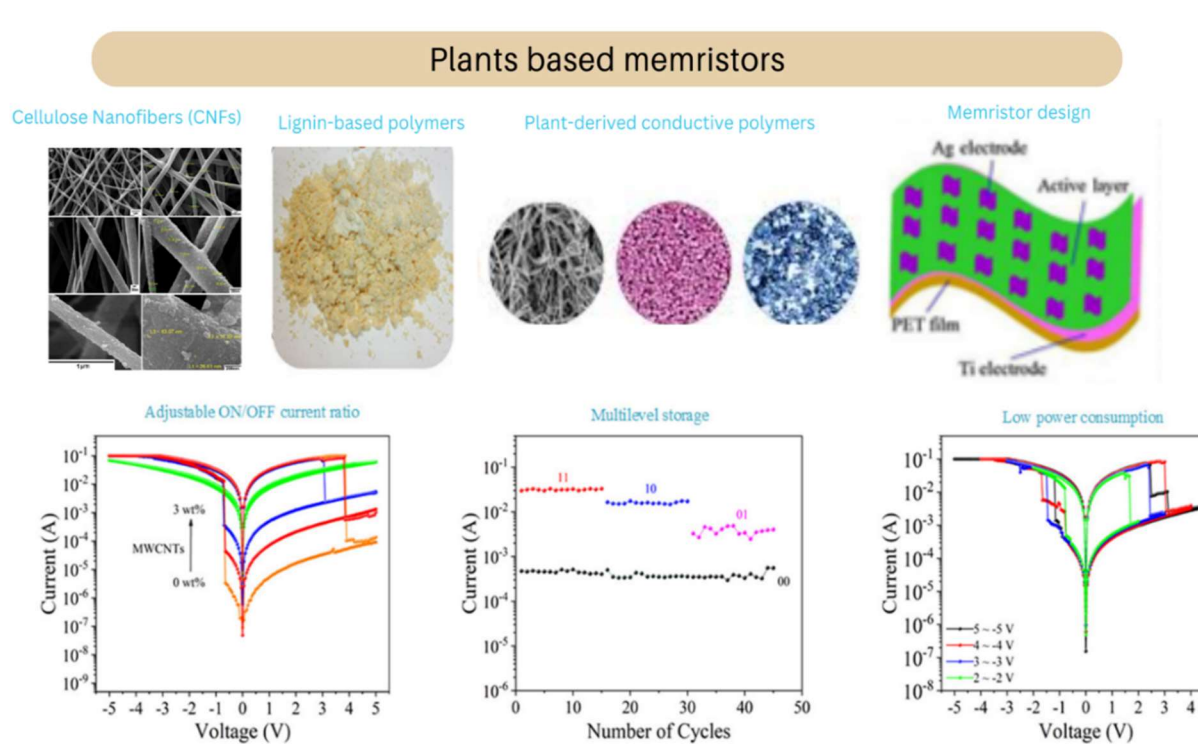 Plants based memristors
Cellulose Nanofibers (CNFs)
Lignin-based polymers
Plant-derived conductive polymers
Memristor design
Ag electrode
Active layer
PET film
Ti electrode
1μm
Adjustable ON/OFF current ratio
Current (A)
10⁻¹
10⁻²
10⁻³
10⁻⁴
10⁻⁵
10⁻⁶
10⁻⁷
10⁻⁸
10⁻⁹
3 wt%
MWCNTs
0 wt%
-5 -4 -3 -2 -1 0 1 2 3 4 5
Voltage (V)
Multilevel storage
Current (A)
10⁻¹
10⁻²
10⁻³
10⁻⁴
10⁻⁵
10⁻⁶
11
10
01
00
0 10 20 30 40 50
Number of Cycles
Low power consumption
Current (A)
10⁻¹
10⁻²
10⁻³
10⁻⁴
10⁻⁵
10⁻⁶
10⁻⁷
10⁻⁸
5 ~ -5 V
4 ~ -4 V
3 ~ -3 V
2 ~ -2 V
-5 -4 -3 -2 -1 0 1 2 3 4
Voltage (V)